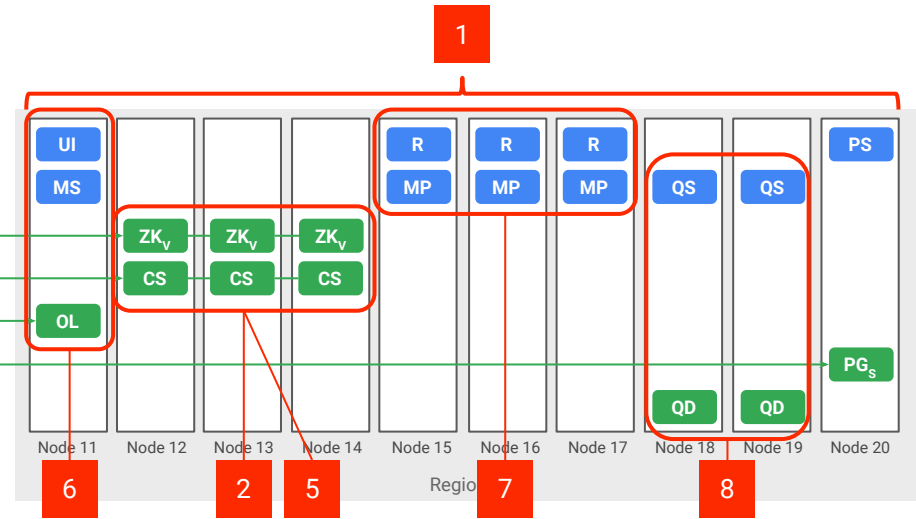 1
UI R R R PS
MS MP MP MP QS QS
ZKV ZKV ZKV
CS CS CS
OL
PGS
QD QD
Node 11 Node 12 Node 13 Node 14 Node 15 Node 16 Node 17 Node 18 Node 19 Node 20
6 2 5 7 8